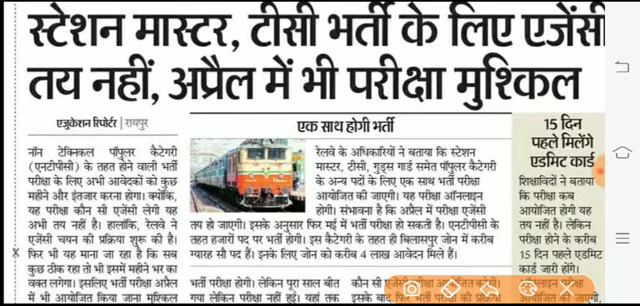 स्टेशन मास्टर, टीसी भर्ती के लिए एजेंसी
तय नहीं, अप्रैल में भी परीक्षा मुश्किल
एजुकेशन रिपोर्टर | रायपुर
नॉन टेक्निकल पॉपुलर कैटेगरी
(एनटीपीसी) के तहत होने वाली भर्ती
परीक्षा के लिए अभी आवेदकों को कुछ
महीने और इंतजार करना होगा। क्योंकि,
यह परीक्षा कौन सी एजेंसी लेगी यह
अभी तय नहीं है। हालांकि, रेलवे ने
एजेंसी चयन की प्रक्रिया शुरू की है।
फिर भी यह माना जा रहा है कि सब
कुछ ठीक रहा तो भी इसमें महीने भर का
वक्त लगेगा। इसलिए भर्ती परीक्षा अप्रैल
में भी आयोजित किया जाना मुश्किल
एक साथ होगी भर्ती
रेलवे के अधिकारियों ने बताया कि स्टेशन
मास्टर, टीसी, गुड्स गार्ड समेत पॉपुलर कैटेगरी
के अन्य पदों के लिए एक साथ भर्ती परीक्षा
आयोजित की जाएगी। यह परीक्षा ऑनलाइन
होगी। संभावना है कि अप्रैल में परीक्षा एजेंसी
तय हो जाएगी। इसके अनुसार फिर मई में भर्ती परीक्षा हो सकती है। एनटीपीसी के
तहत हजारों पद पर भर्ती होगी। इस कैटेगरी के तहत ही बिलासपुर जोन में करीब
ग्यारह सौ पद हैं। इनके लिए जोन को करीब 4 लाख आवेदन मिले हैं।
भर्ती परीक्षा होगी। लेकिन पूरा साल बीत
गया लेकिन परीक्षा नहीं हुई। यहां तक
कौन सी
इसके बाद
15 दिन
पहले मिलेंगे
एडमिट कार्ड
शिक्षाविदों ने बताया
कि परीक्षा कब
आयोजित होगी यह
तय नहीं है। लेकिन
परीक्षा होने के करीब
15 दिन पहले एडमिट
कार्ड जारी होंगे।